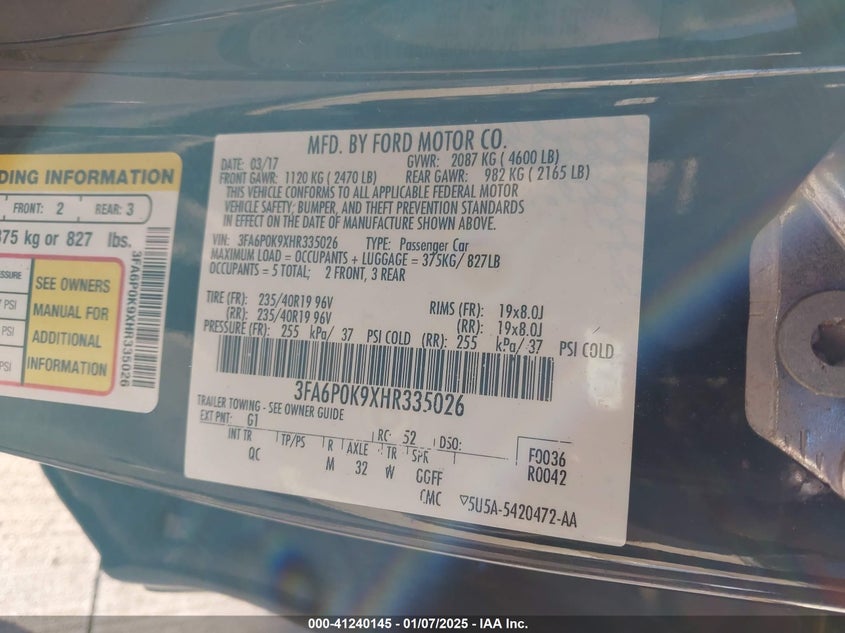 DING INFORMATION
FRONT: 2 REAR: 3
375 kg or 827 lbs.
SEE OWNERS
MANUAL FOR
ADDITIONAL
INFORMATION
PSI
PSI
3FA6P0K9XHR335026
MFD. BY FORD MOTOR CO.
DATE: 03/17 GVWR: 2087 KG ( 4600 LB)
FRONT GAWR: 1120 KG ( 2470 LB) REAR GAWR: 982 KG ( 2165 LB)
THIS VEHICLE CONFORMS TO ALL APPLICABLE FEDERAL MOTOR
VEHICLE SAFETY, BUMPER, AND THEFT PREVENTION STANDARDS
IN EFFECT ON THE DATE OF MANUFACTURE SHOWN ABOVE.
VIN: 3FA6P0K9XHR335026 TYPE: Passenger Car
MAXIMUM LOAD = OCCUPANTS + LUGGAGE = 375KG/ 827LB
OCCUPANTS = 5 TOTAL; 2 FRONT, 3 REAR
TIRE (FR): 235/40R19 96V RIMS (FR): 19x8.0J
(RR): 235/40R19 96V (RR): 19x8.0J
PRESSURE (FR): 255 kPa/ 37 PSI COLD (RR): 255 kPa/ 37 PSI COLD
3FA6P0K9XHR335026
TRAILER TOWING - SEE OWNER GUIDE
EXT PNT: G1 RC: 52 DSO: F0036
INT TR TP/PS R AXLE TR SPR R0042
QC M 32 W GGFF
CMC 5U5A-5420472-AA
000-41240145 - 01/07/2025 - IAA Inc.